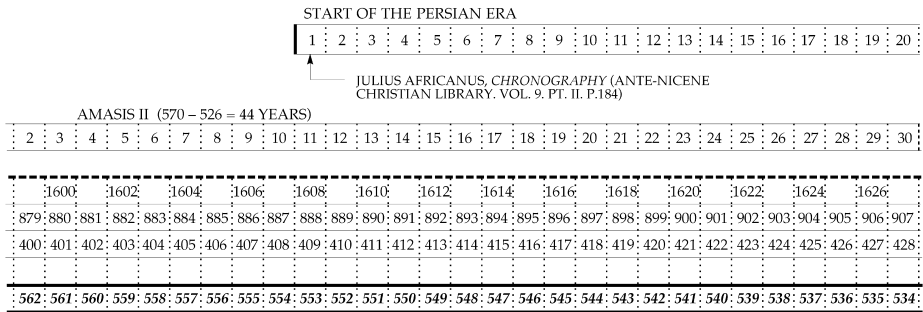 START OF THE PERSIAN ERA
1 2 3 4 5 6 7 8 9 10 11 12 13 14 15 16 17 18 19 20
JULIUS AFRICANUS, CHRONOGRAPHY (ANTE-NICENE
CHRISTIAN LIBRARY. VOL. 9. PT. II. P.184)
AMASIS II (570 – 526 = 44 YEARS)
2 3 4 5 6 7 8 9 10 11 12 13 14 15 16 17 18 19 20 21 22 23 24 25 26 27 28 29 30
1600 1602 1604 1606 1608 1610 1612 1614 1616 1618 1620 1622 1624 1626
879 880 881 882 883 884 885 886 887 888 889 890 891 892 893 894 895 896 897 898 899 900 901 902 903 904 905 906 907
400 401 402 403 404 405 406 407 408 409 410 411 412 413 414 415 416 417 418 419 420 421 422 423 424 425 426 427 428
562 561 560 559 558 557 556 555 554 553 552 551 550 549 548 547 546 545 544 543 542 541 540 539 538 537 536 535 534